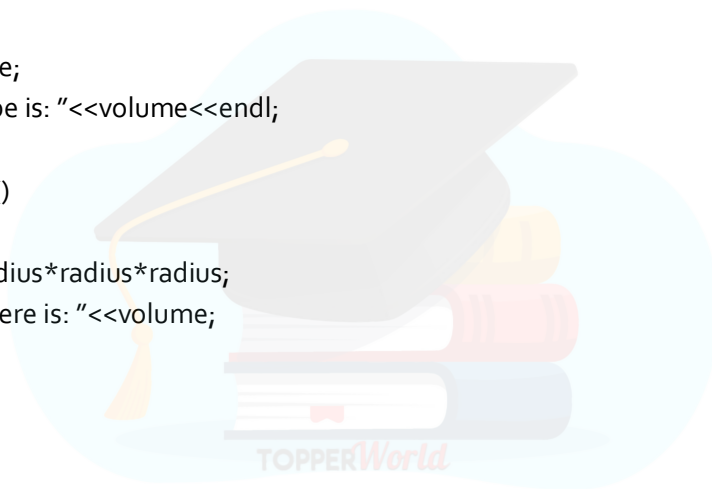 e;
be is: "<<volume<<endl;
)
dius*radius*radius;
ere is: "<<volume;
TOPPERWorld